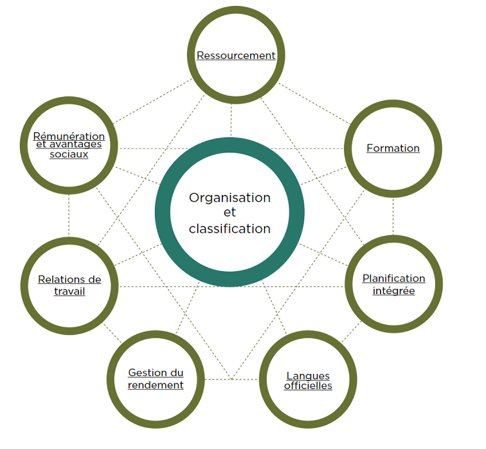 Ressourcement
Rémunération
et avantages
sociaux
Formation
Organisation
et
classification
Relations de
travail
Planification
intégrée
Gestion du
rendement
Langues
officielles